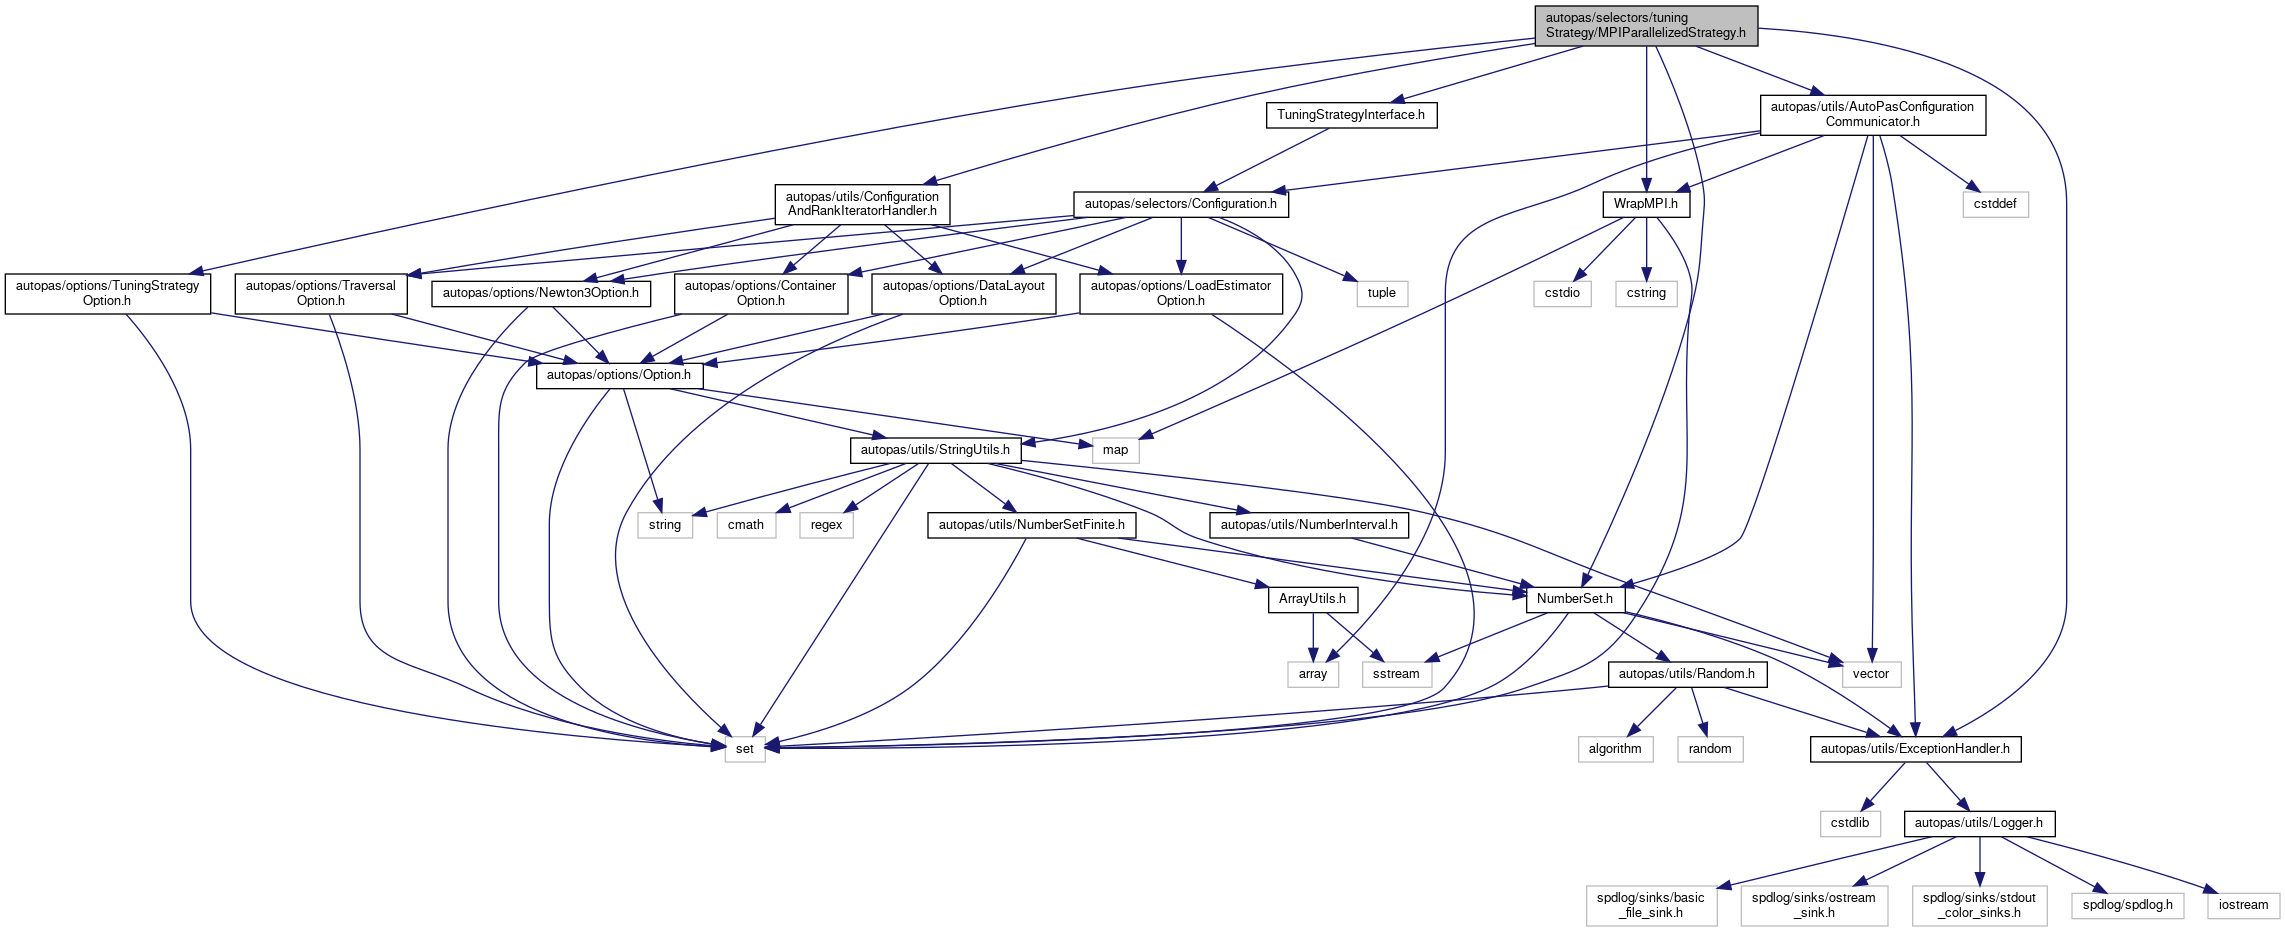 autopas/selectors/tuning
Strategy/MPIParallelizedStrategy.h
TuningStrategyInterface.h
autopas/utils/AutoPasConfiguration
Communicator.h
autopas/utils/Configuration
AndRankIteratorHandler.h
autopas/selectors/Configuration.h
WrapMPI.h
cstddef
autopas/options/TuningStrategy
Option.h
autopas/options/Traversal
Option.h
autopas/options/Newton3Option.h
autopas/options/Container
Option.h
autopas/options/DataLayout
Option.h
autopas/options/LoadEstimator
Option.h
tuple
cstdio
cstring
autopas/options/Option.h
autopas/utils/StringUtils.h
map
string
cmath
regex
autopas/utils/NumberSetFinite.h
autopas/utils/NumberInterval.h
ArrayUtils.h
NumberSet.h
array
sstream
autopas/utils/Random.h
vector
set
algorithm
random
autopas/utils/ExceptionHandler.h
cstdlib
autopas/utils/Logger.h
spdlog/sinks/basic
_file_sink.h
spdlog/sinks/ostream
_sink.h
spdlog/sinks/stdout
_color_sinks.h
spdlog/spdlog.h
iostream